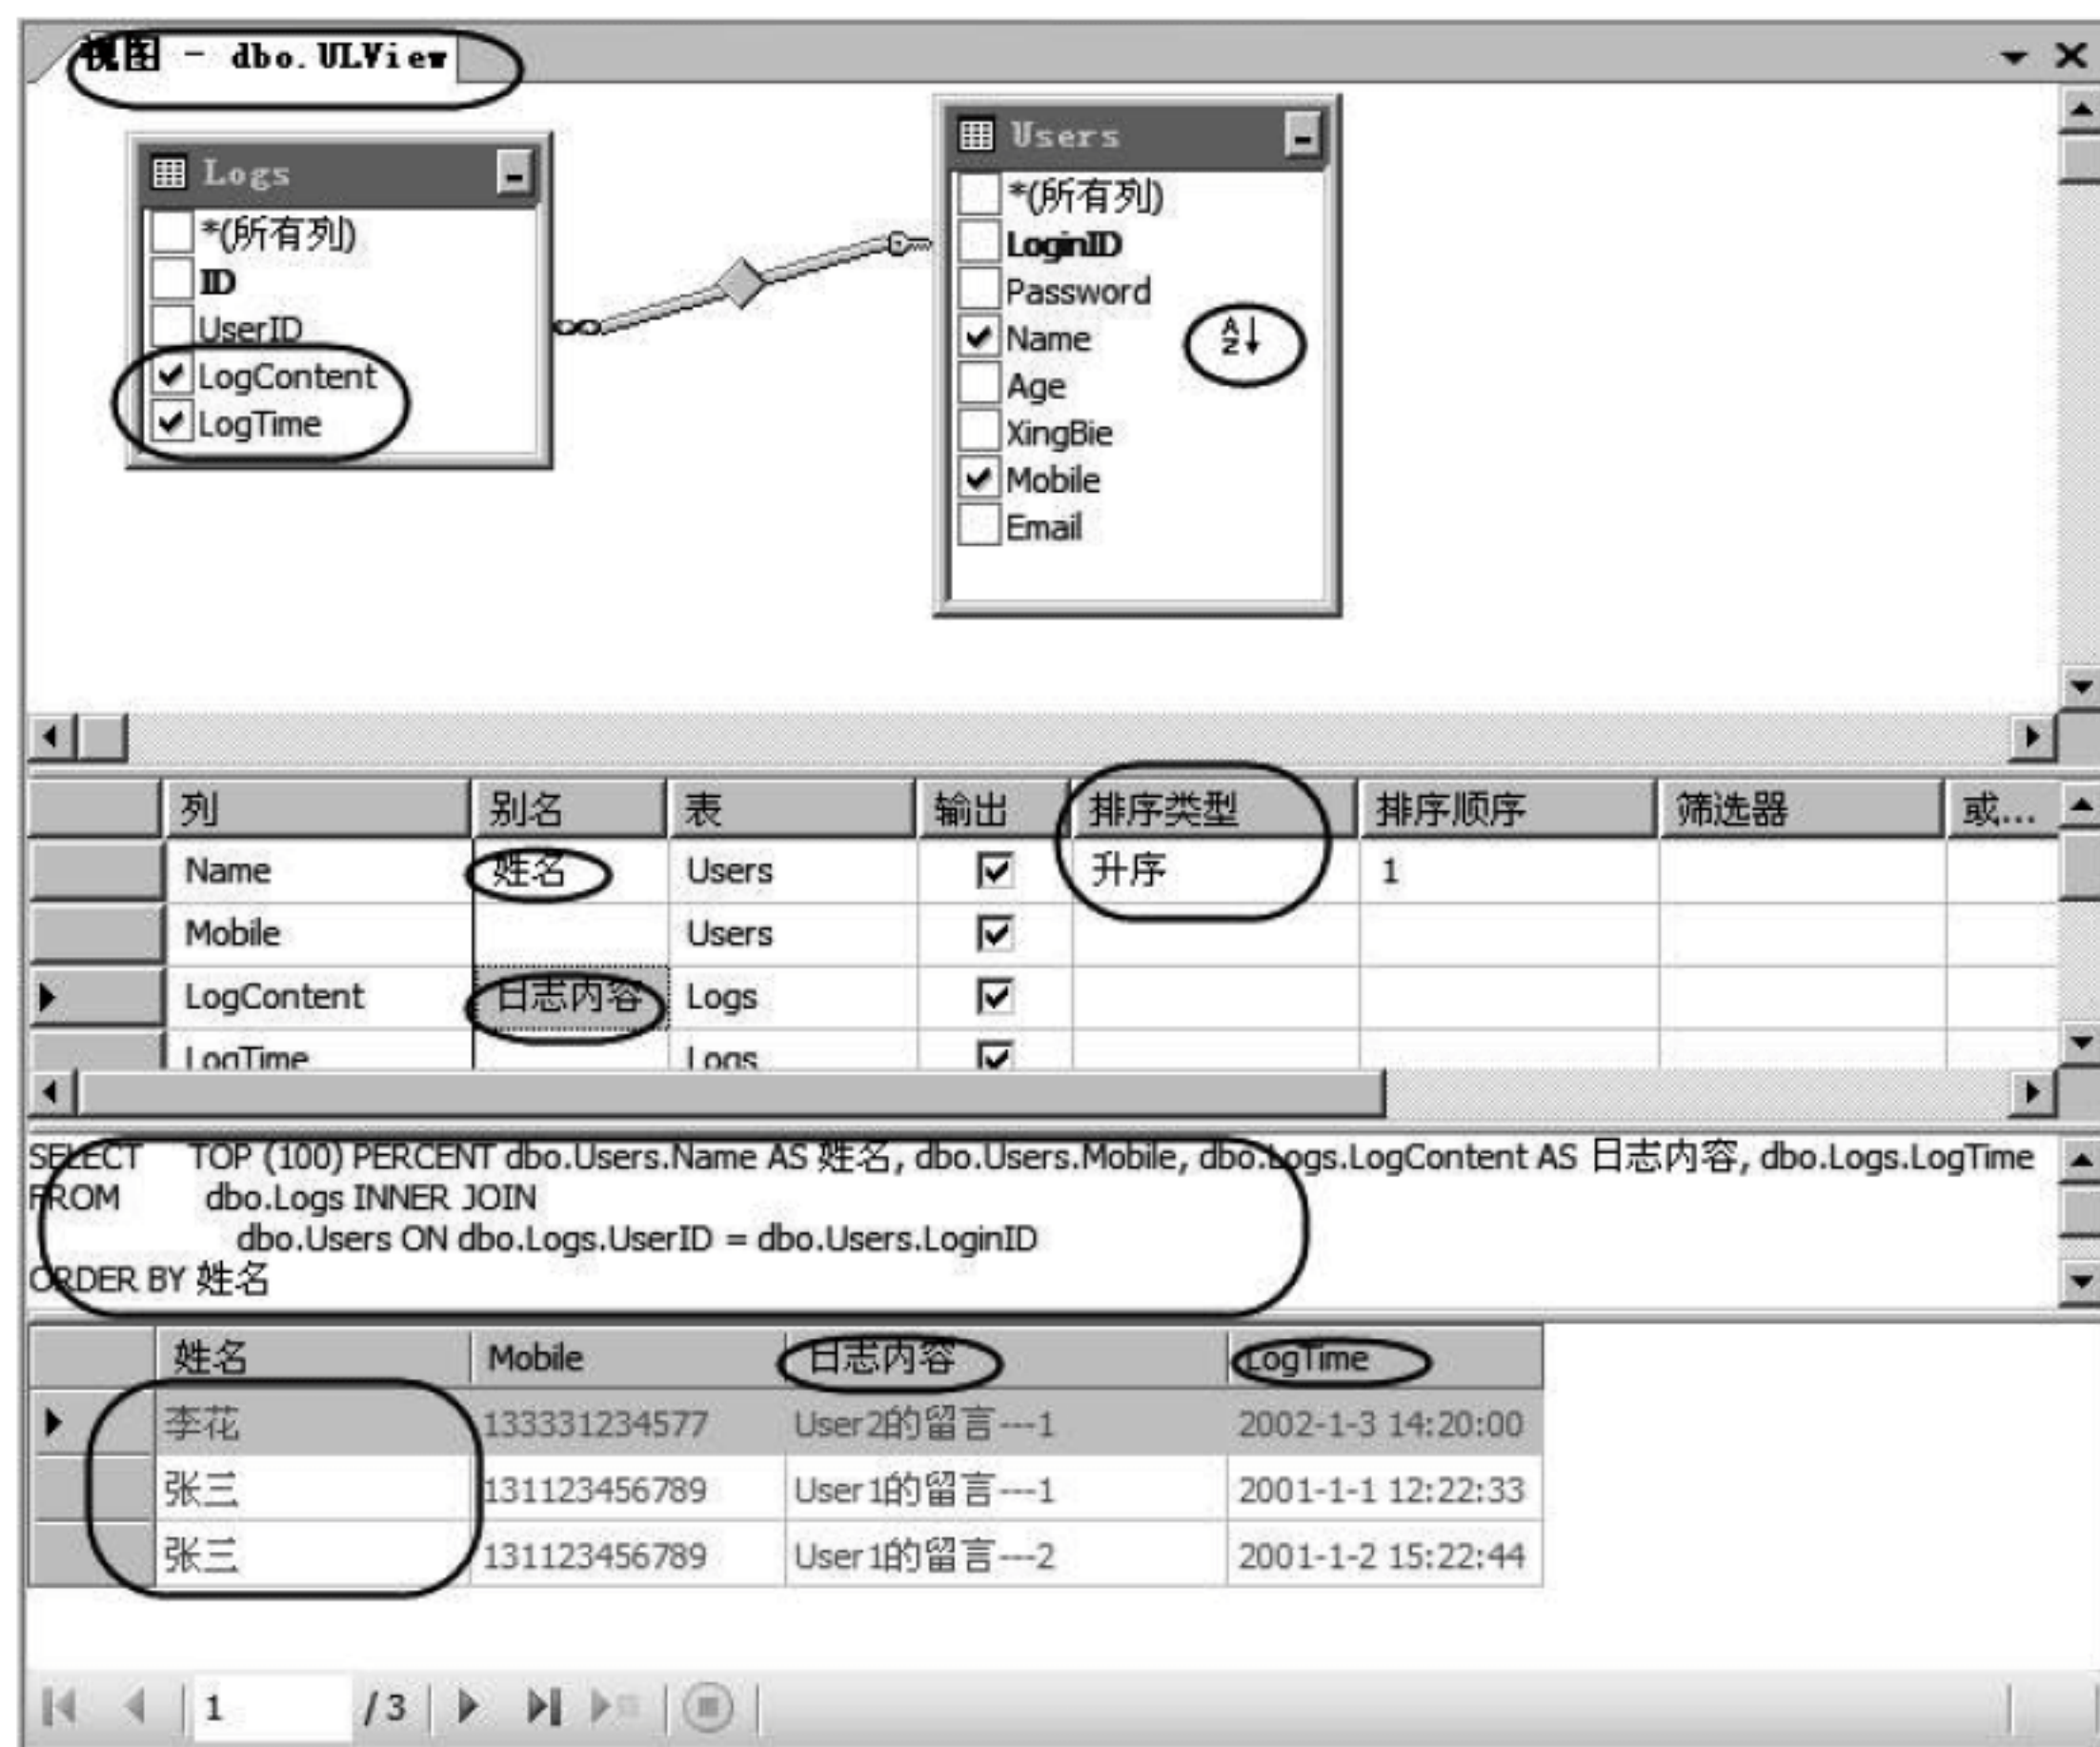 视图 - dbo.ULView
Logs
*(所有列)
ID
UserID
LogContent
LogTime
Users
*(所有列)
LoginID
Password
Name
Age
XingBie
Mobile
Email
列 别名 表 输出 排序类型 排序顺序 筛选器 或...
Name 姓名 Users 升序 1
Mobile Users
LogContent 日志内容 Logs
LogTime Logs
SELECT TOP (100) PERCENT dbo.Users.Name AS 姓名, dbo.Users.Mobile, dbo.Logs.LogContent AS 日志内容, dbo.Logs.LogTime
FROM dbo.Logs INNER JOIN
dbo.Users ON dbo.Logs.UserID = dbo.Users.LoginID
ORDER BY 姓名
姓名 Mobile 日志内容 LogTime
李花 133331234577 User2的留言---1 2002-1-3 14:20:00
张三 131123456789 User1的留言---1 2001-1-1 12:22:33
张三 131123456789 User1的留言---2 2001-1-2 15:22:44
1 / 3